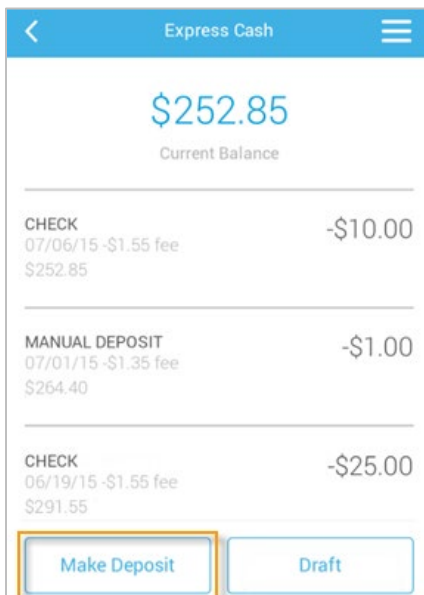 Express Cash
$252.85
Current Balance
CHECK
-$10.00
07/06/15 -$1.55 fee
$252.85
MANUAL DEPOSIT
-$1.00
07/01/15 -$1.35 fee
$264.40
CHECK
-$25.00
06/19/15 -$1.55 fee
$291.55
Make Deposit
Draft